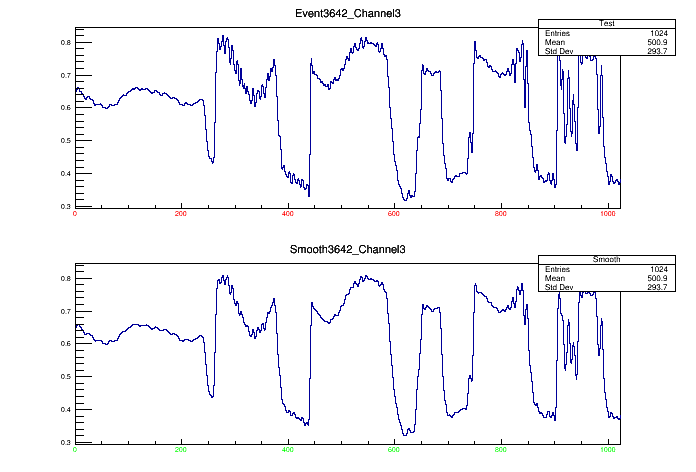 Event3642_Channel3
Test
Entries 1024
Mean 500.9
Std Dev 293.7
0.8
0.7
0.6
0.5
0.4
0.3
0 200 400 600 800 1000
Smooth3642_Channel3
Smooth
Entries 1024
Mean 500.9
Std Dev 293.7
0.8
0.7
0.6
0.5
0.4
0.3
0 200 400 600 800 1000